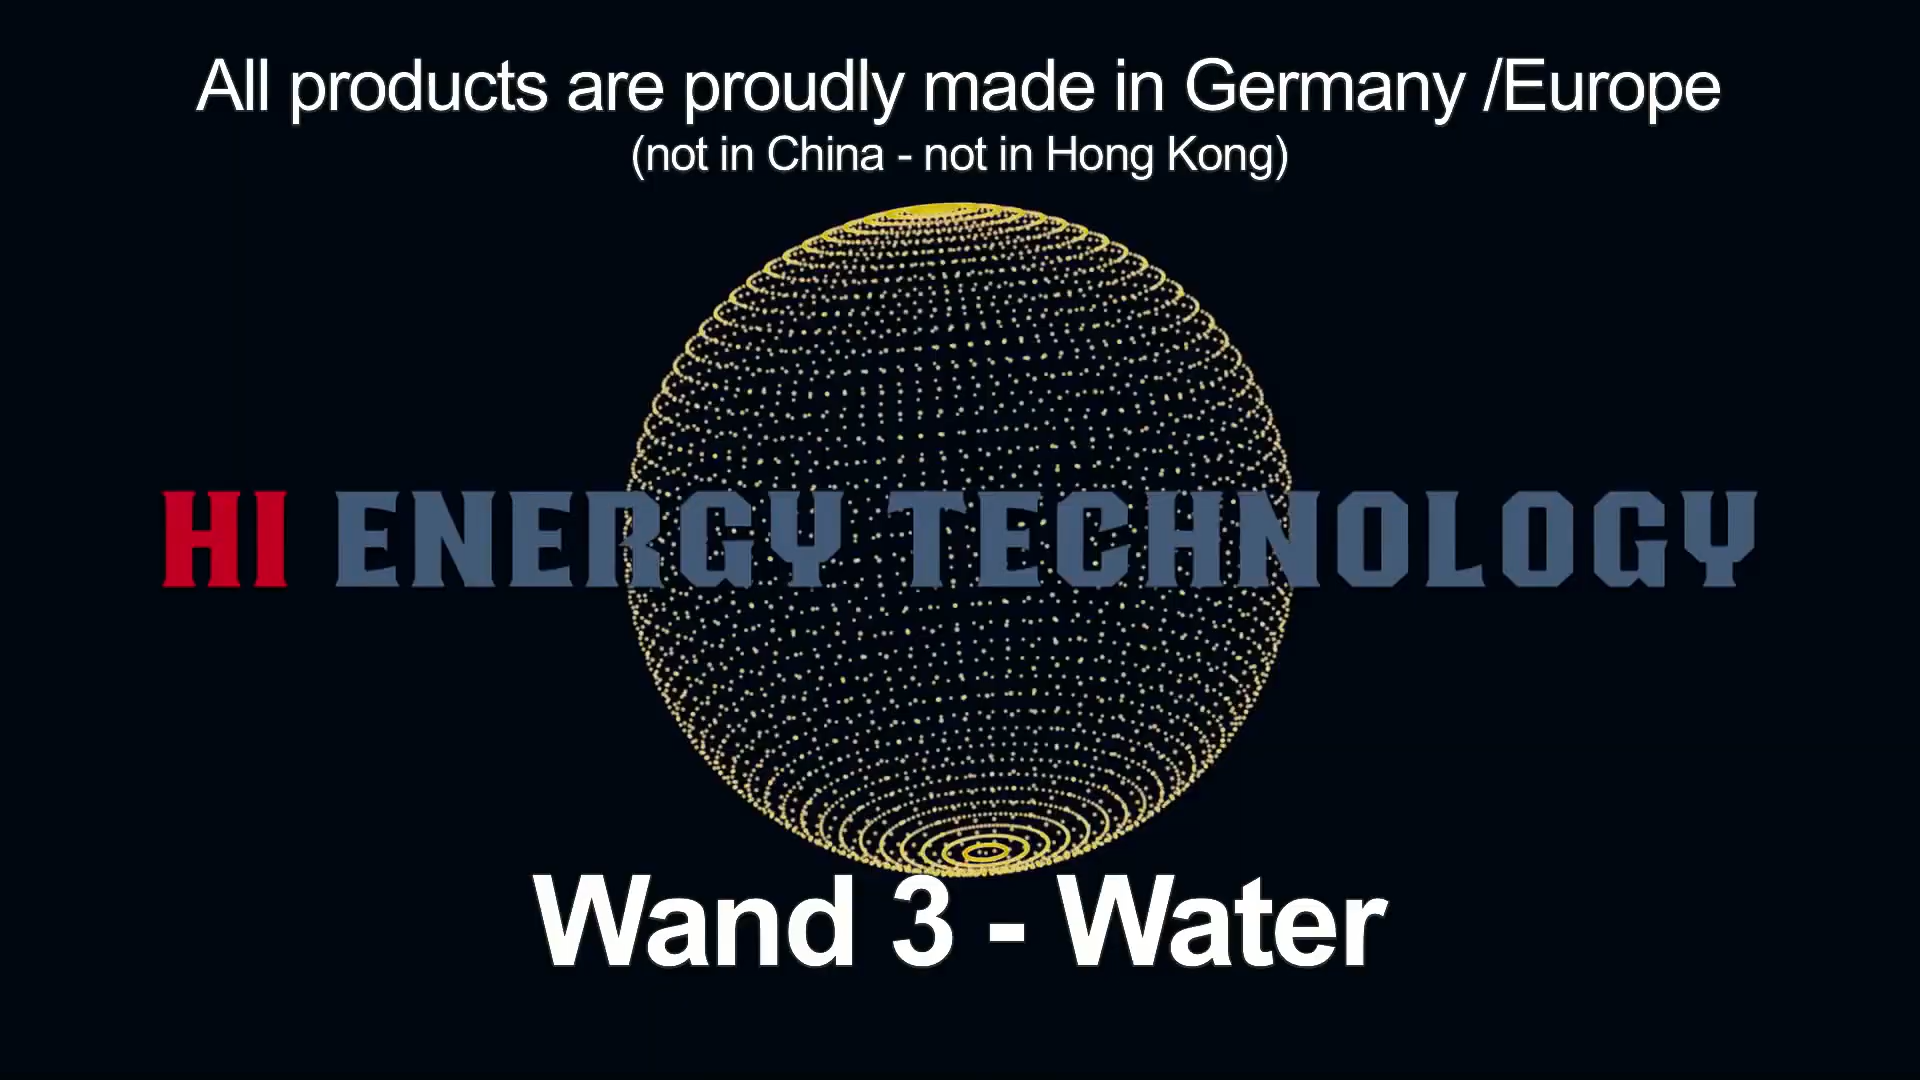 All products are proudly made in Germany /Europe
(not in China - not in Hong Kong)
HI ENERGY TECHNOLOGY
Wand 3 - Water